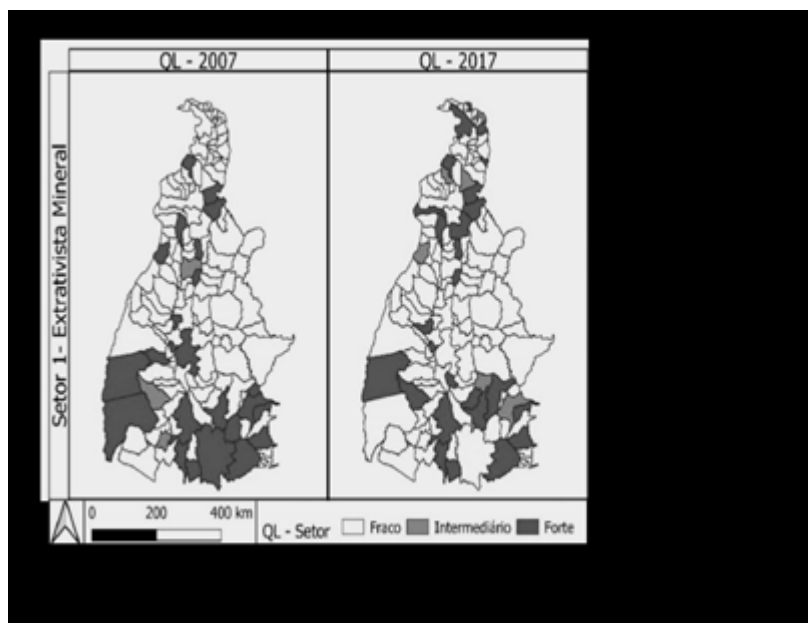 QL - 2007
QL - 2017
Setor 1- Extrativista Mineral
0 200 400 km
QL - Setor Fraco Intermediário Forte